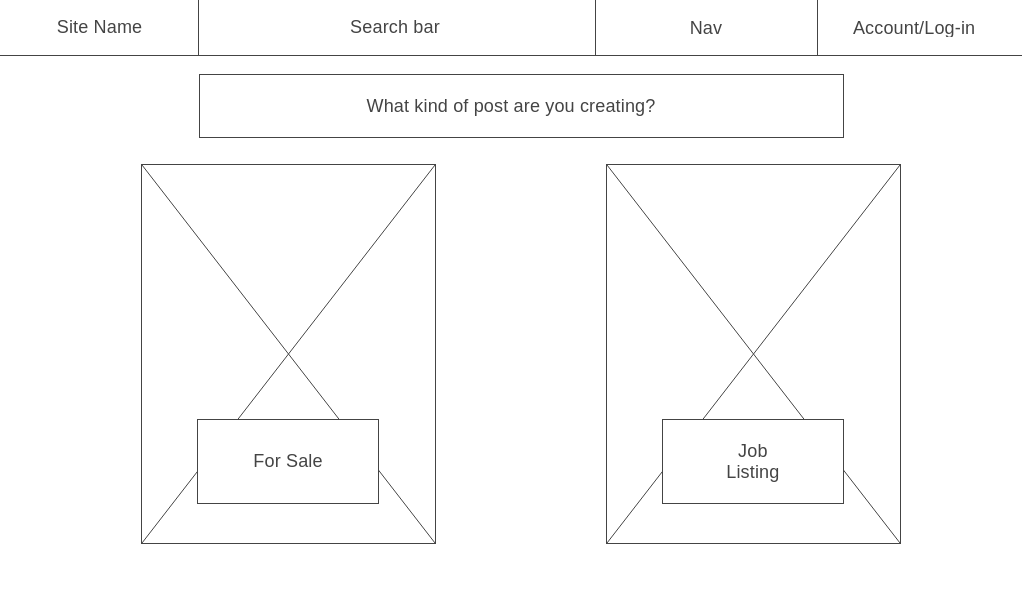 Site Name
Search bar
Nav
Account/Log-in
What kind of post are you creating?
For Sale
Job
Listing